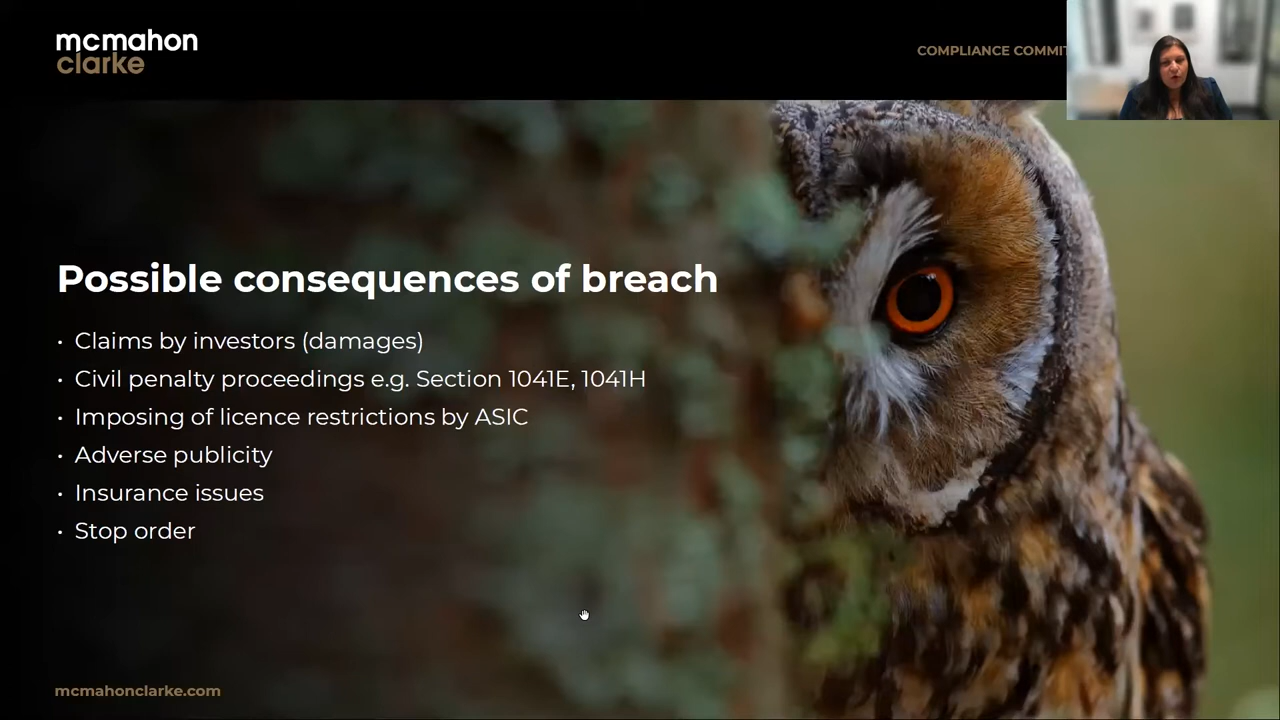 mcmahon
clarke
COMPLIANCE
Possible consequences of breach
• Claims by investors (damages)
• Civil penalty proceedings e.g. Section 1041E, 1041H
• Imposing of licence restrictions by ASIC
• Adverse publicity
• Insurance issues
• Stop order
mcmahonclarke.com